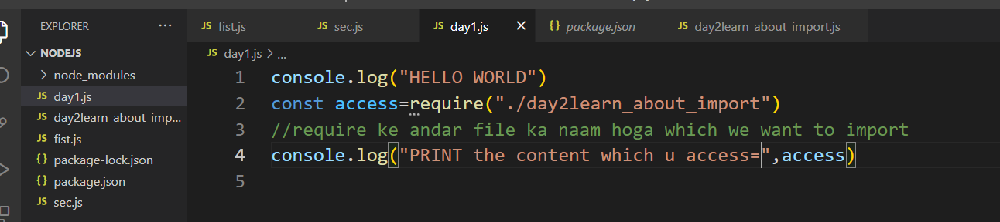 EXPLORER ...
JS fist.js JS sec.js JS day1.js × {} package.json JS day2learn_about_import.js
NODEJS
JS day1.js > ...
> node_modules
JS day1.js
JS day2learn_about_imp...
JS fist.js
{} package-lock.json
{} package.json
JS sec.js
1 console.log("HELLO WORLD")
2 const access=require("./day2learn_about_import")
3 //require ke andar file ka naam hoga which we want to import
4 console.log("PRINT the content which u access=",access)
5